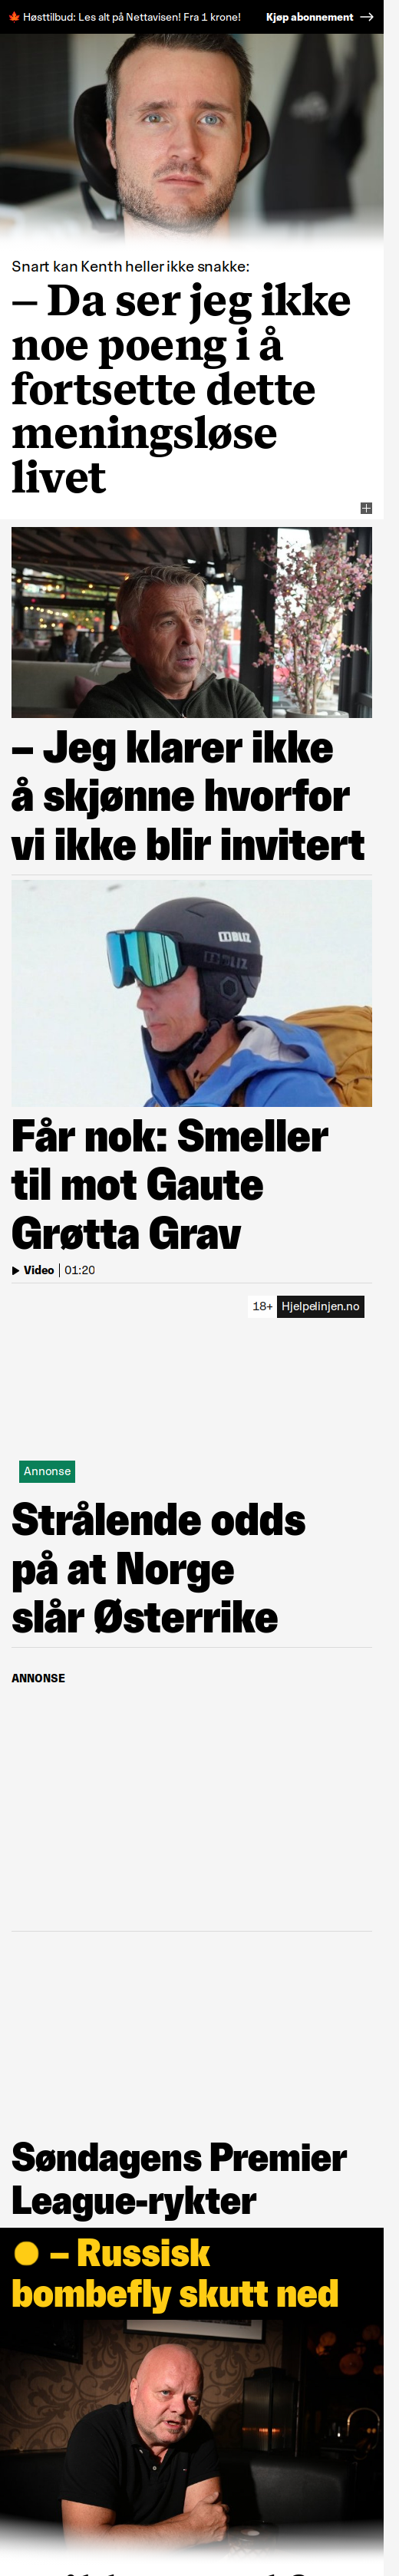 🍁 Høsttilbud: Les alt på Nettavisen! Fra 1 krone! Kjøp abonnement →
Snart kan Kenth heller ikke snakke:
– Da ser jeg ikke
noe poeng i å
fortsette dette
meningsløse
livet
– Jeg klarer ikke
å skjønne hvorfor
vi ikke blir invitert
BLIZ
BLIZ
Får nok: Smeller
til mot Gaute
Grøtta Grav
Video | 01:20
18+ Hjelpelinjen.no
Annonse
Strålende odds
på at Norge
slår Østerrike
ANNONSE
Søndagens Premier
League-rykter
– Russisk
bombefly skutt ned